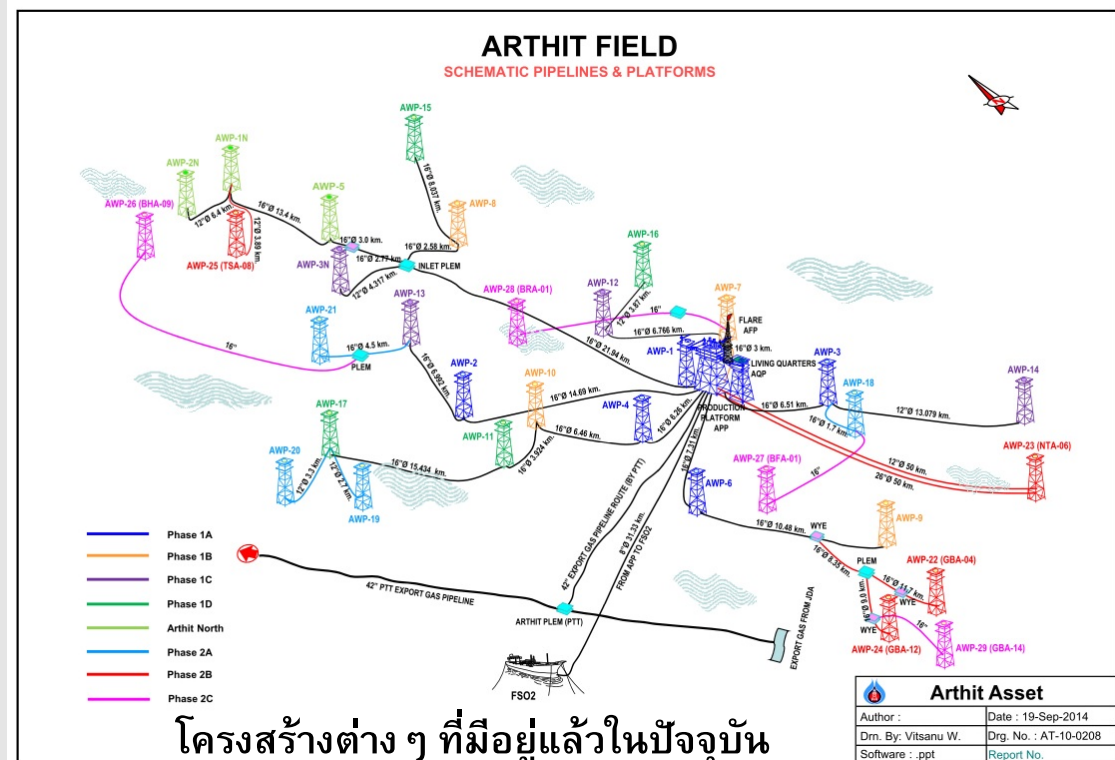 ARTHIT FIELD
SCHEMATIC PIPELINES & PLATFORMS
AWP-15
AWP-1N
AWP-2N
AWP-5
AWP-8
AWP-26 (BHA-09)
16"Ø 8.037 km.
12"Ø 6.4 km.
16"Ø 13.4 km.
12"Ø 3.89 km.
AWP-25 (TSA-08)
16"Ø 3.0 km.
16"Ø 2.58 km.
16"Ø 2.77 km.
AWP-3N
INLET PLEM
12"Ø 4.317 km.
AWP-16
AWP-28 (BRA-01)
AWP-12
AWP-7
AWP-13
AWP-21
12"Ø 3.87 km.
16"
FLARE
AFP
16"Ø 6.766 km.
16"Ø 21.94 km.
16"
16"Ø 4.5 km.
PLEM
AWP-1
16"Ø 3 km.
LIVING QUARTERS
AQP
AWP-3
AWP-14
AWP-2
16"Ø 6.992 km.
AWP-10
16"Ø 14.69 km.
AWP-4
16"Ø 6.26 km.
PRODUCTION
PLATFORM
APP
16"Ø 6.51 km.
AWP-18
12"Ø 13.079 km.
AWP-17
AWP-11
16"Ø 6.46 km.
16"Ø 3.924 km.
16"Ø 1.7 km.
AWP-23 (NTA-06)
12"Ø 50 km.
26"Ø 50 km.
AWP-20
16"Ø 15.434 km.
12"Ø 3.3 km.
12"Ø 2.7 km.
AWP-19
16"Ø 7.31 km.
AWP-27 (BFA-01)
16"
AWP-6
42" EXPORT GAS PIPELINE ROUTE (BY PTT)
8"Ø 31.33 km.
FROM APP TO FSO2
16"Ø 10.48 km.
WYE
AWP-9
16"Ø 8.35 km.
PLEM
AWP-22 (GBA-04)
16"Ø 11.7 km.
WYE
WYE
16"
AWP-24 (GBA-12)
AWP-29 (GBA-14)
Phase 1A
Phase 1B
Phase 1C
Phase 1D
Arthit North
Phase 2A
Phase 2B
Phase 2C
42" PTT EXPORT GAS PIPELINE
ARTHIT PLEM (PTT)
EXPORT GAS FROM JDA
FSO2
Arthit Asset
Author :
Date : 19-Sep-2014
Drn. By: Vitsanu W.
Drg. No. : AT-10-0208
Software : .ppt
Report No.
โครงสร้างต่าง ๆ ที่มีอยู่แล้วในปัจจุบัน